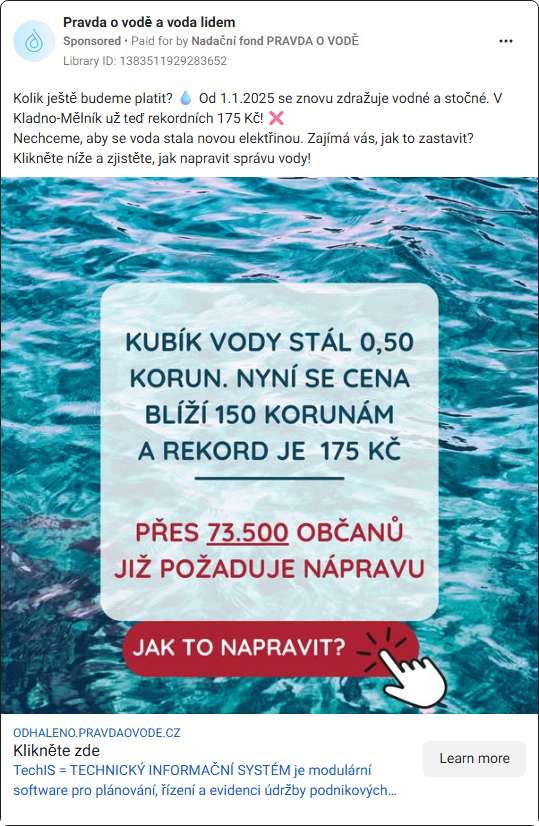 Pravda o vodě a voda lidem
Sponsored • Paid for by Nadační fond PRAVDA O VODĚ
Library ID: 1383511929283652
Kolik ještě budeme platit? 💧 Od 1.1.2025 se znovu zdražuje vodné a stočné. V
Kladno-Mělník už teď rekordních 175 Kč! ❌
Nechceme, aby se voda stala novou elektřinou. Zajímá vás, jak to zastavit?
Klikněte níže a zjistěte, jak napravit správu vody!
KUBÍK VODY STÁL 0,50
KORUN. NYNÍ SE CENA
BLÍŽÍ 150 KORUNÁM
A REKORD JE 175 KČ
PŘES 73.500 OBČANŮ
JIŽ POŽADUJE NÁPRAVU
JAK TO NAPRAVIT?
ODHALENO.PRAVDAOVODE.CZ
Klikněte zde
TechIS = TECHNICKÝ INFORMAČNÍ SYSTÉM je modulární
software pro plánování, řízení a evidenci údržby podnikových…
Learn more